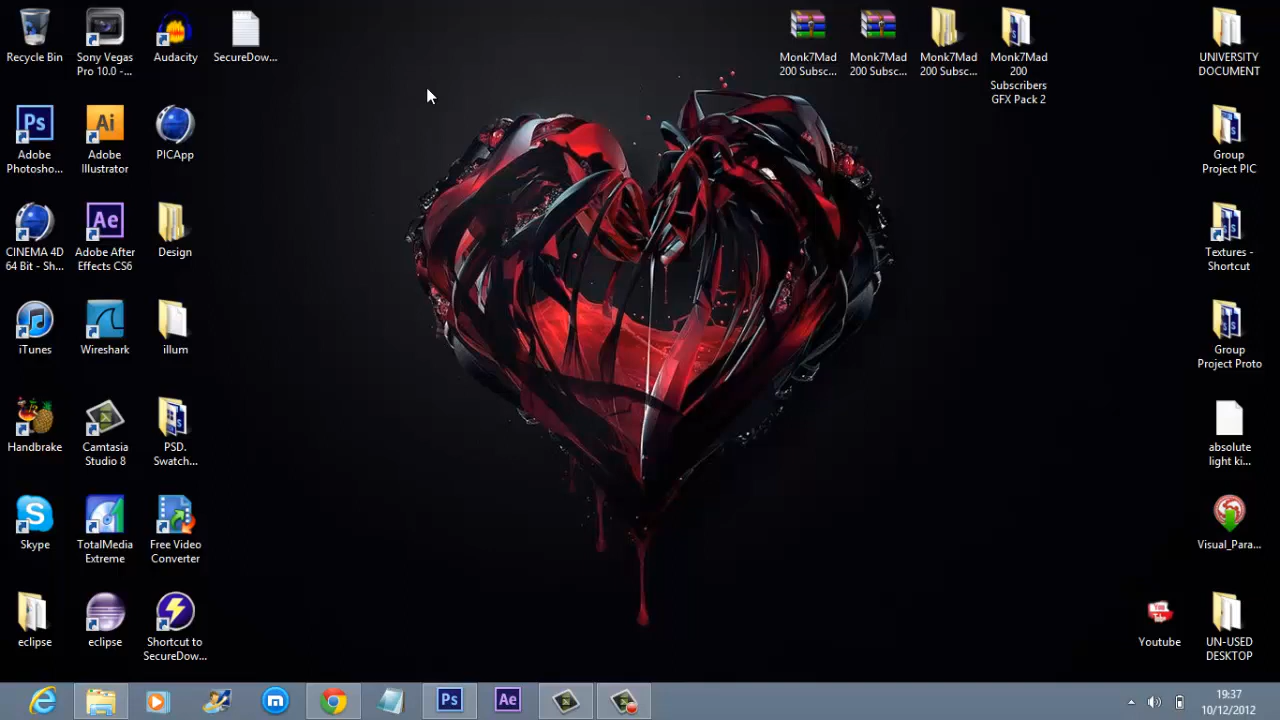 Recycle Bin
Sony Vegas
Pro 10.0 -...
Audacity
SecureDow...
Monk7Mad
200 Subsc...
Monk7Mad
200 Subsc...
Monk7Mad
200 Subsc...
Monk7Mad
200
Subscribers
GFX Pack 2
UNIVERSITY
DOCUMENT
Ps
Adobe
Photosho...
Ai
Adobe
Illustrator
PICApp
Group
Project PIC
CINEMA 4D
64 Bit - Sh...
Ae
Adobe After
Effects CS6
Design
Textures -
Shortcut
iTunes
Wireshark
illum
Group
Project Proto
Handbrake
Camtasia
Studio 8
PSD.
Swatch...
absolute
light ki...
Skype
TotalMedia
Extreme
Free Video
Converter
Visual_Para...
eclipse
eclipse
Shortcut to
SecureDow...
You
Youtube
UN-USED
DESKTOP
Ps
Ae
19:37
10/12/2012